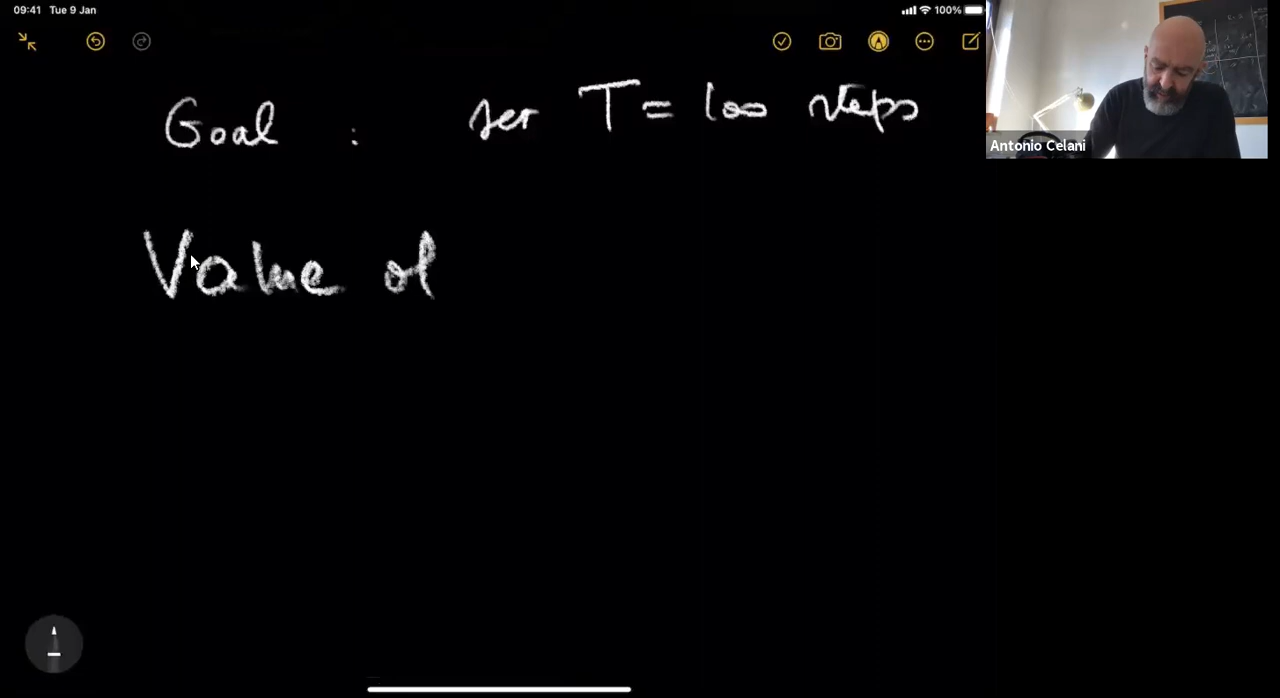 09:41 Tue 9 Jan
100%
Goal : for T = 100 steps
Antonio Celani
Value of